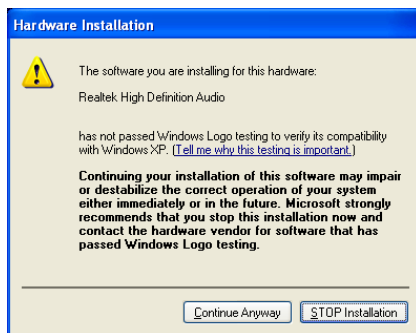 Hardware Installation
The software you are installing for this hardware:
Realtek High Definition Audio
has not passed Windows Logo testing to verify its compatibility
with Windows XP. (Tell me why this testing is important.)
Continuing your installation of this software may impair
or destabilize the correct operation of your system
either immediately or in the future. Microsoft strongly
recommends that you stop this installation now and
contact the hardware vendor for software that has
passed Windows Logo testing.
Continue Anyway STOP Installation